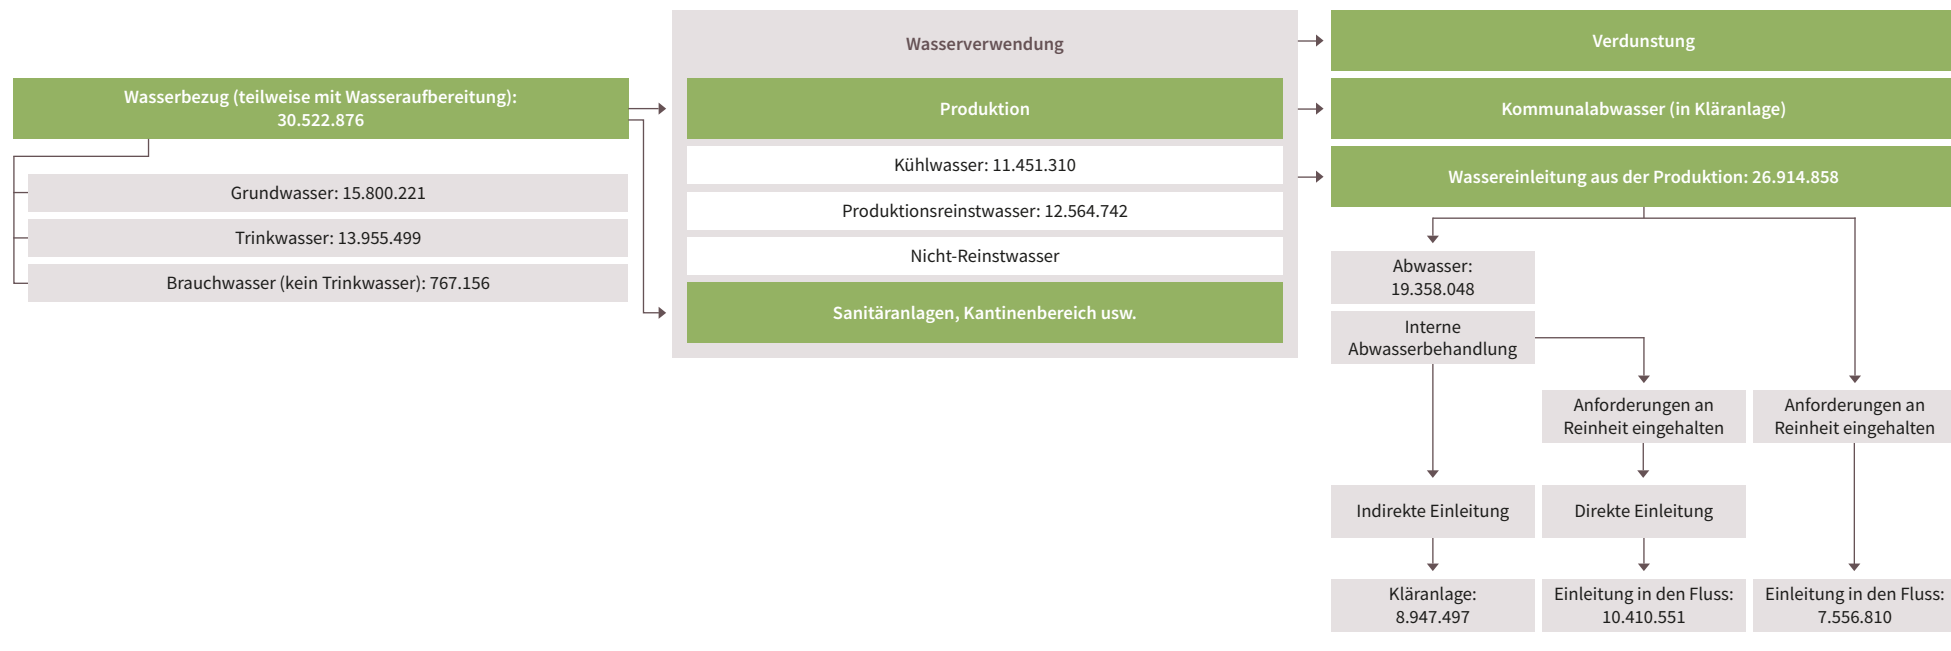 Wasserbezug (teilweise mit Wasseraufbereitung):
30.522.876
Grundwasser: 15.800.221
Trinkwasser: 13.955.499
Brauchwasser (kein Trinkwasser): 767.156
Wasserverwendung
Produktion
Kühlwasser: 11.451.310
Produktionsreinstwasser: 12.564.742
Nicht-Reinstwasser
Sanitäranlagen, Kantinenbereich usw.
Verdunstung
Kommunalabwasser (in Kläranlage)
Wassereinleitung aus der Produktion: 26.914.858
Abwasser:
19.358.048
Interne
Abwasserbehandlung
Anforderungen an
Reinheit eingehalten
Anforderungen an
Reinheit eingehalten
Indirekte Einleitung
Direkte Einleitung
Kläranlage:
8.947.497
Einleitung in den Fluss:
10.410.551
Einleitung in den Fluss:
7.556.810